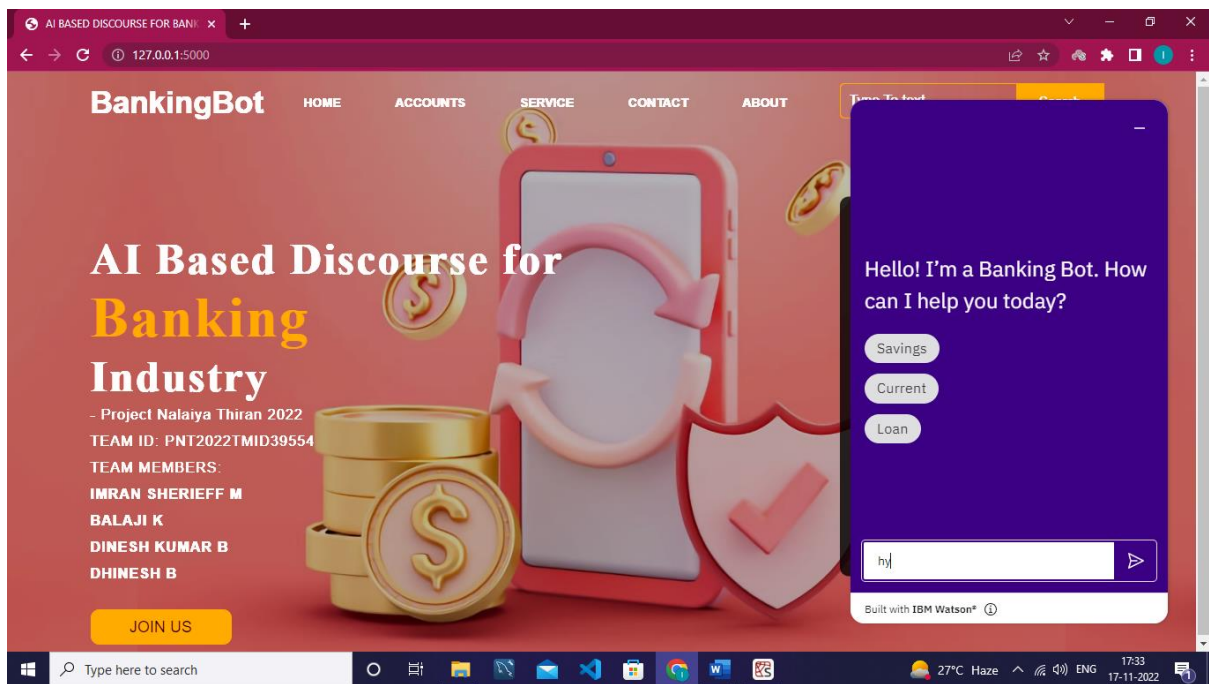 AI BASED DISCOURSE FOR BANK
127.0.0.1:5000
BankingBot HOME ACCOUNTS SERVICE CONTACT ABOUT
AI Based Discourse for
Banking
Industry
- Project Nalaiya Thiran 2022
TEAM ID: PNT2022TMID39554
TEAM MEMBERS:
IMRAN SHERIEFF M
BALAJI K
DINESH KUMAR B
DHINESH B
JOIN US
Hello! I'm a Banking Bot. How
can I help you today?
Savings
Current
Loan
hy
Built with IBM Watson®
Type here to search
27°C Haze
ENG
17:33
17-11-2022